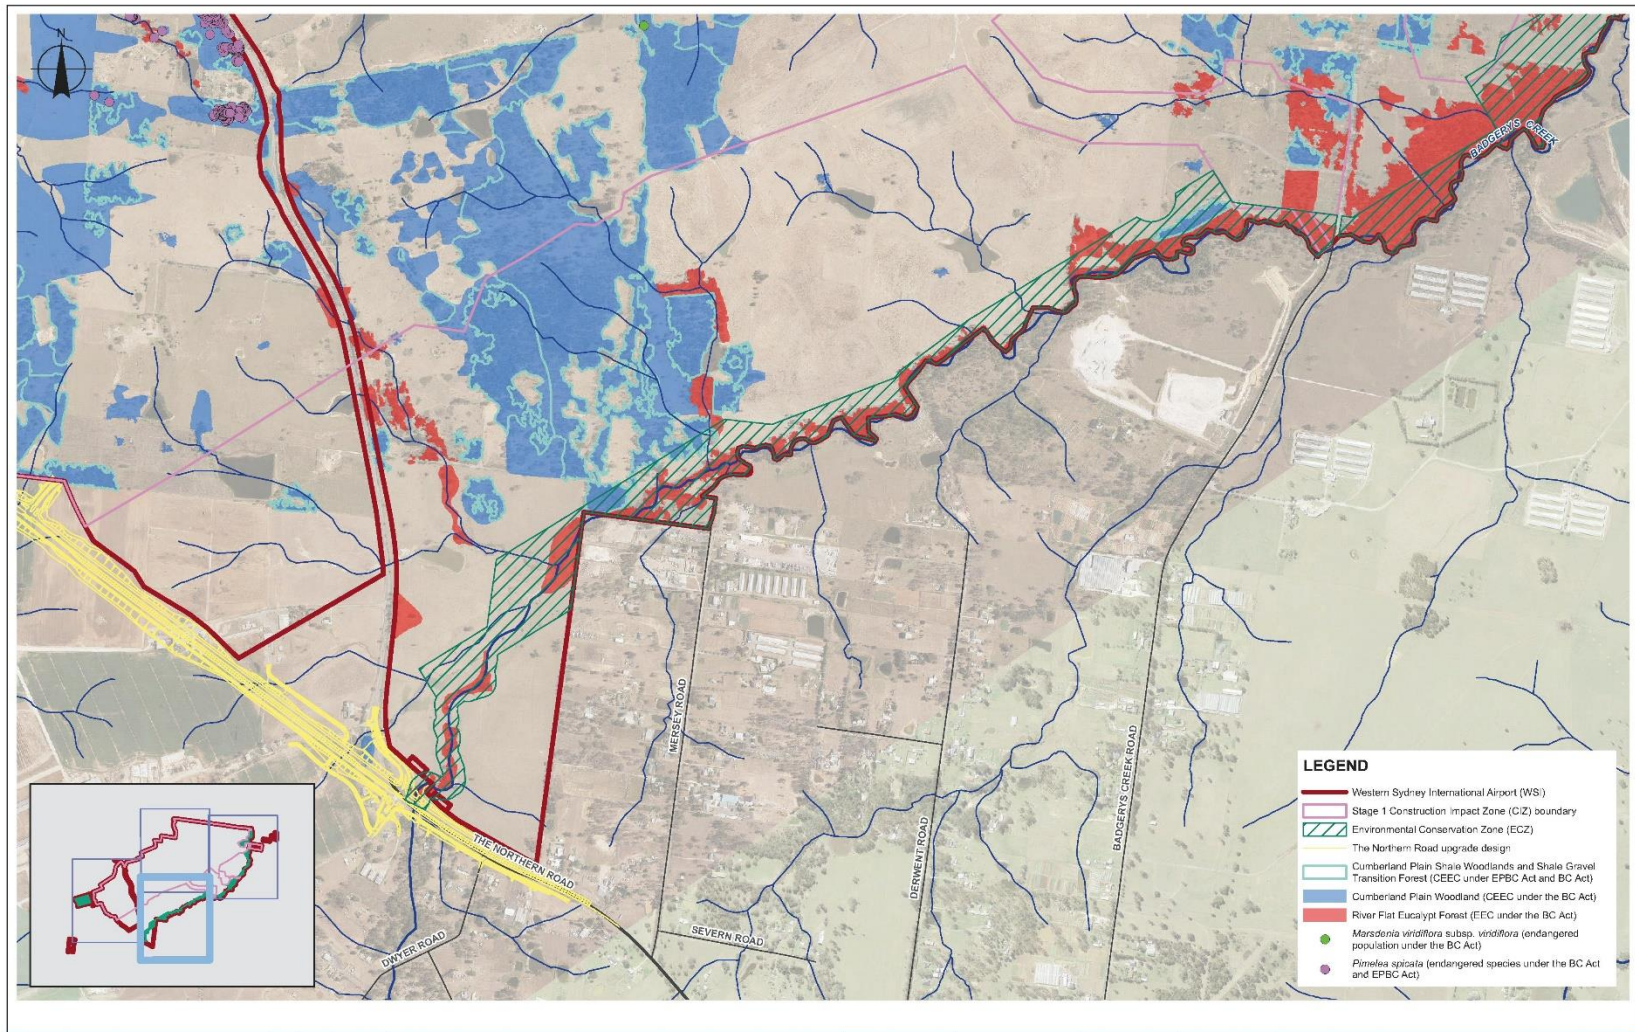 N
BADGERYS CREEK
MERSEY ROAD
DERWENT ROAD
BADGERYS CREEK ROAD
THE NORTHERN ROAD
DWYER ROAD
SEVERN ROAD
LEGEND
Western Sydney International Airport (WSI)
Stage 1 Construction Impact Zone (CIZ) boundary
Environmental Conservation Zone (ECZ)
The Northern Road upgrade design
Cumberland Plain Shale Woodlands and Shale Gravel
Transition Forest (CEEC under EPBC Act and BC Act)
Cumberland Plain Woodland (CEEC under the BC Act)
River Flat Eucalypt Forest (EEC under the BC Act)
Marsdenia viridiflora subsp. viridiflora (endangered
population under the BC Act)
Pimelea spicata (endangered species under the BC Act
and EPBC Act)